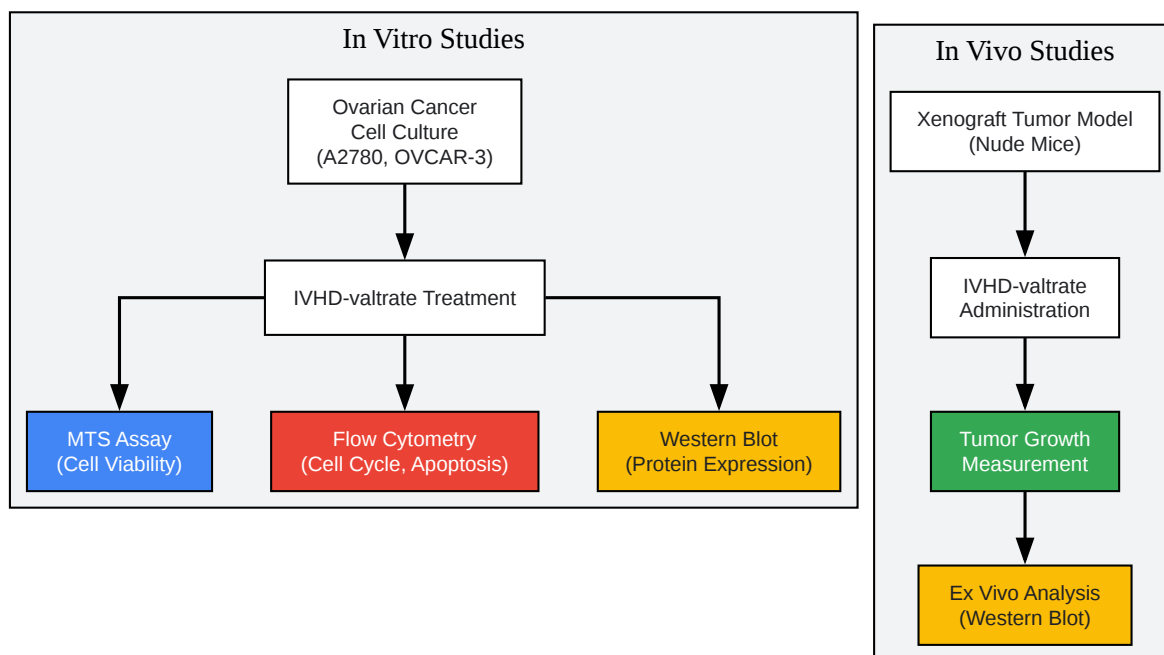 In Vitro Studies
Ovarian Cancer
Cell Culture
(A2780, OVCAR-3)
IVHD-valtrate Treatment
MTS Assay
(Cell Viability)
Flow Cytometry
(Cell Cycle, Apoptosis)
Western Blot
(Protein Expression)
In Vivo Studies
Xenograft Tumor Model
(Nude Mice)
IVHD-valtrate
Administration
Tumor Growth
Measurement
Ex Vivo Analysis
(Western Blot)